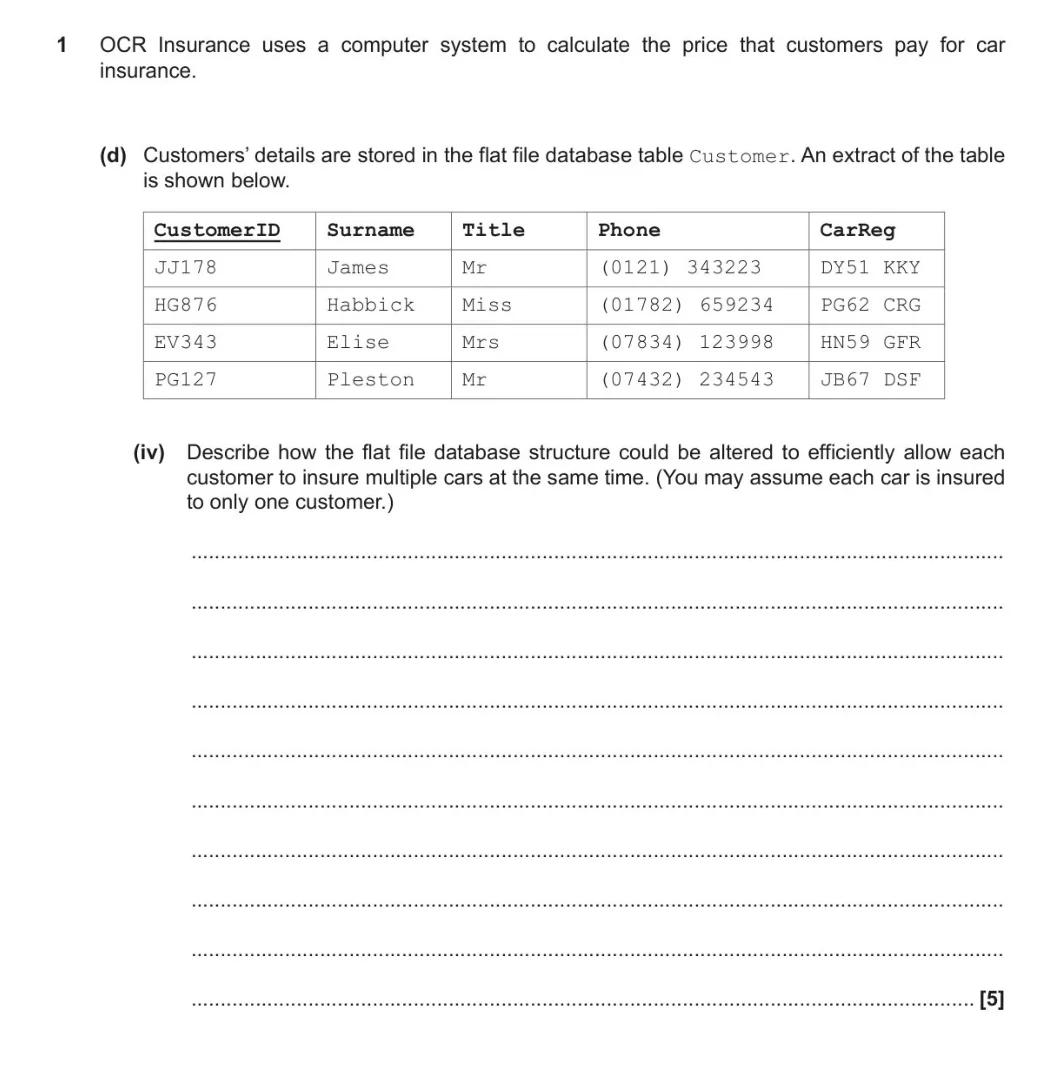 1 OCR Insurance uses a computer system to calculate the price that customers pay for car
insurance.
(d) Customers' details are stored in the flat file database table Customer. An extract of the table
is shown below.
CustomerID Surname Title Phone CarReg
JJ178 James Mr (0121) 343223 DY51 KKY
HG876 Habbick Miss (01782) 659234 PG62 CRG
EV343 Elise Mrs (07834) 123998 HN59 GFR
PG127 Pleston Mr (07432) 234543 JB67 DSF
(iv) Describe how the flat file database structure could be altered to efficiently allow each
customer to insure multiple cars at the same time. (You may assume each car is insured
to only one customer.)
[5]